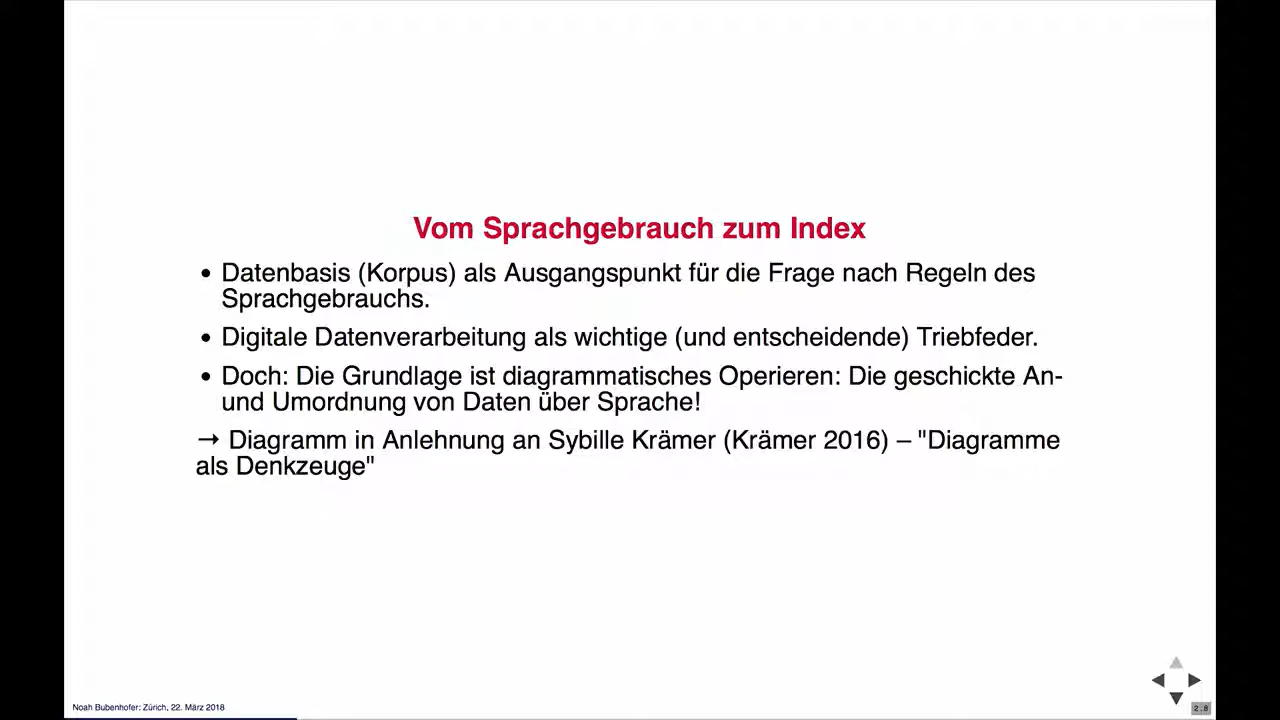 Vom Sprachgebrauch zum Index
• Datenbasis (Korpus) als Ausgangspunkt für die Frage nach Regeln des
Sprachgebrauchs.
• Digitale Datenverarbeitung als wichtige (und entscheidende) Triebfeder.
• Doch: Die Grundlage ist diagrammatisches Operieren: Die geschickte An-
und Umordnung von Daten über Sprache!
→ Diagramm in Anlehnung an Sybille Krämer (Krämer 2016) – "Diagramme
als Denkzeuge"
Noah Bubenhofer: Zürich, 22. März 2018
2.8